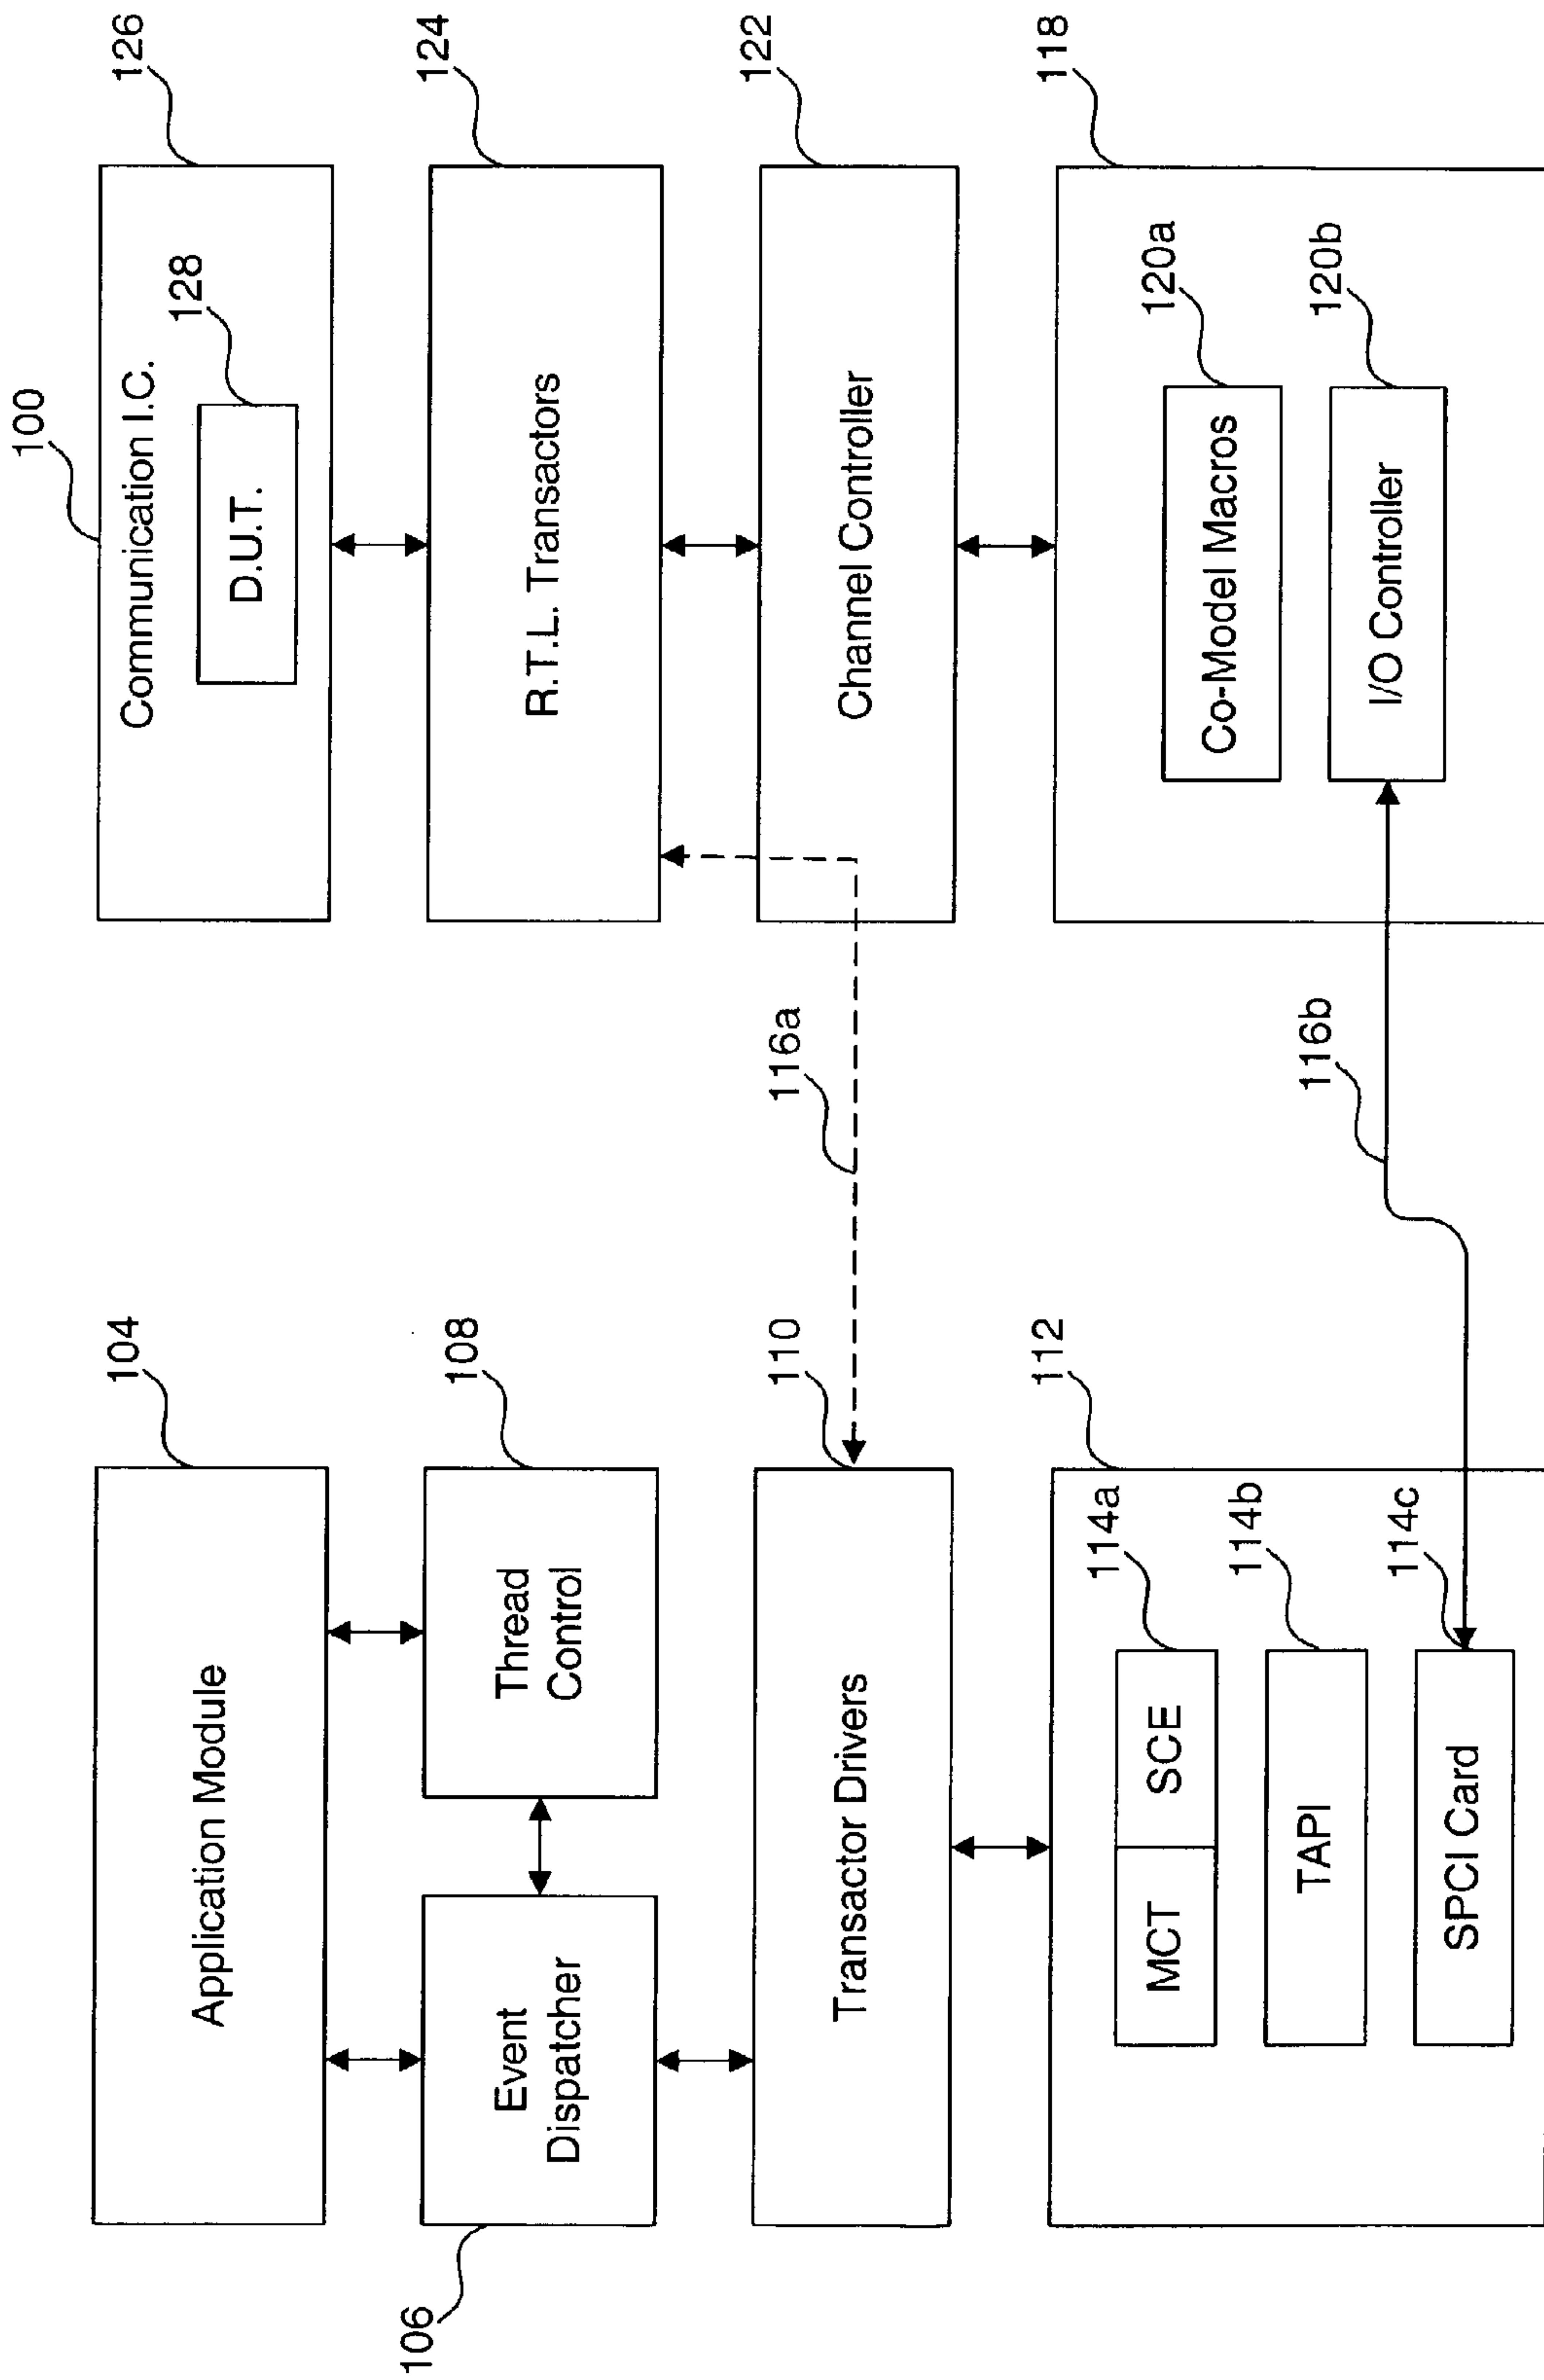 104
Application Module
106
Event
Dispatcher
Thread
Control
108
110
Transactor Drivers
112
MCT
SCE
114a
TAPI
114b
SPCI Card
114c
116a
116b
100
126
Communication I.C.
128
D.U.T.
124
R.T.L. Transactors
122
Channel Controller
118
120a
Co-Model Macros
120b
I/O Controller